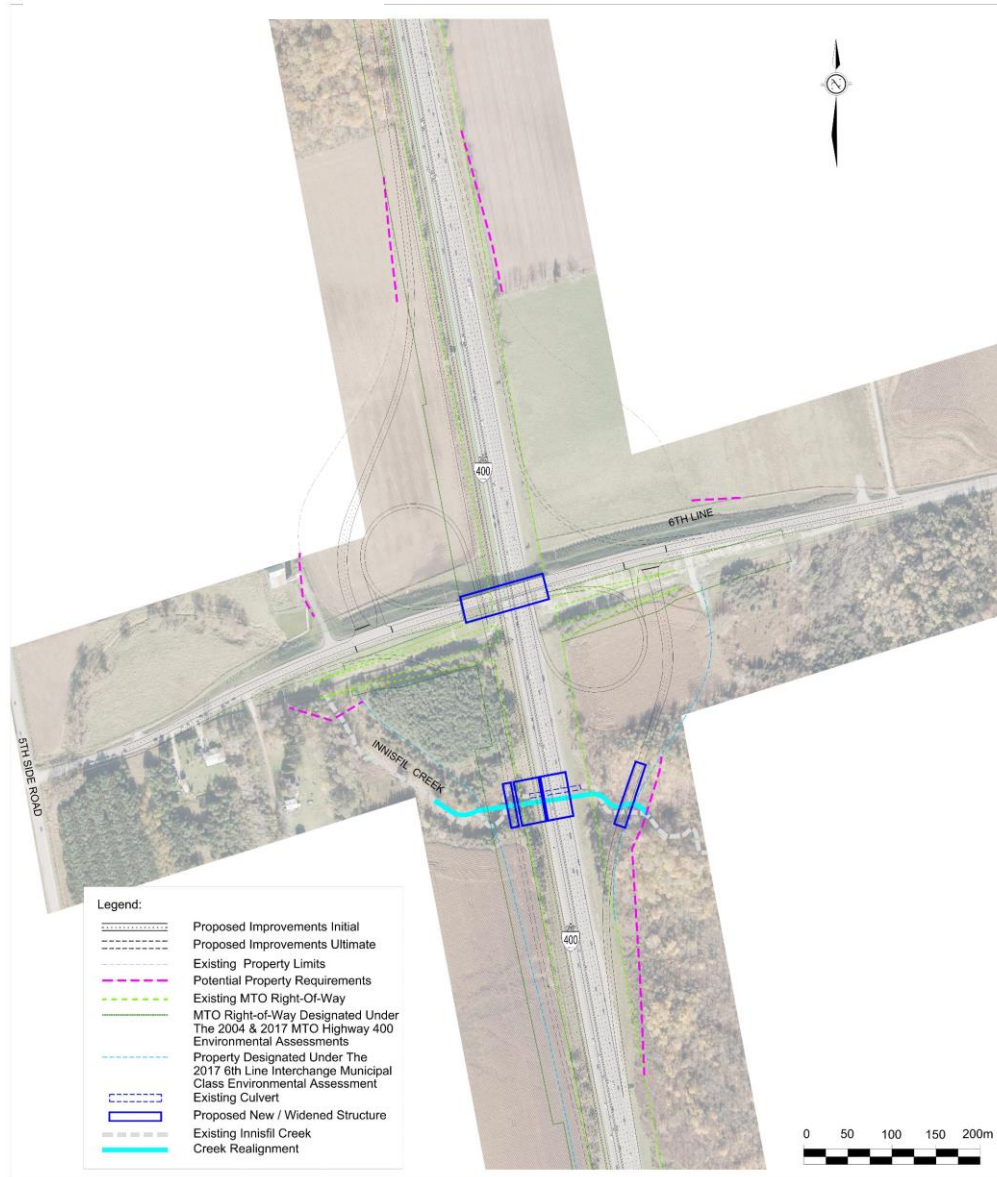 N
400
6TH LINE
INNISFIL CREEK
5TH SIDE ROAD
400
Legend:
Proposed Improvements Initial
Proposed Improvements Ultimate
Existing Property Limits
Potential Property Requirements
Existing MTO Right-Of-Way
MTO Right-of-Way Designated Under
The 2004 & 2017 MTO Highway 400
Environmental Assessments
Property Designated Under The
2017 6th Line Interchange Municipal
Class Environmental Assessment
Existing Culvert
Proposed New / Widened Structure
Existing Innisfil Creek
Creek Realignment
0 50 100 150 200m